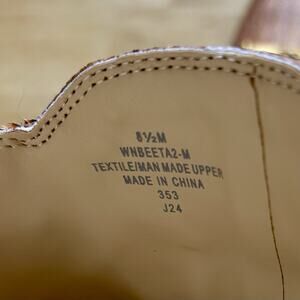 8½M
WNBEETA2-M
TEXTILE/MAN MADE UPPER
MADE IN CHINA
353
J24